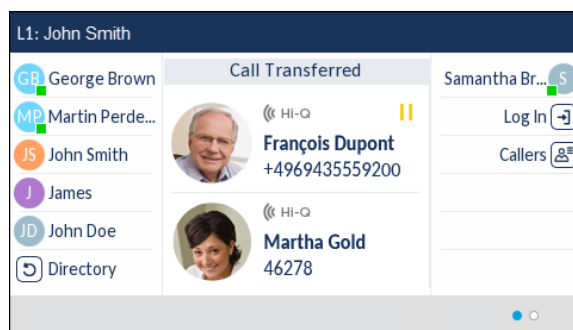 L1: John Smith
GB George Brown
MP Martin Perde...
JS John Smith
J James
JD John Doe
Directory
Call Transferred
Hi-Q
François Dupont
+4969435559200
Hi-Q
Martha Gold
46278
Samantha Br... S
Log In
Callers